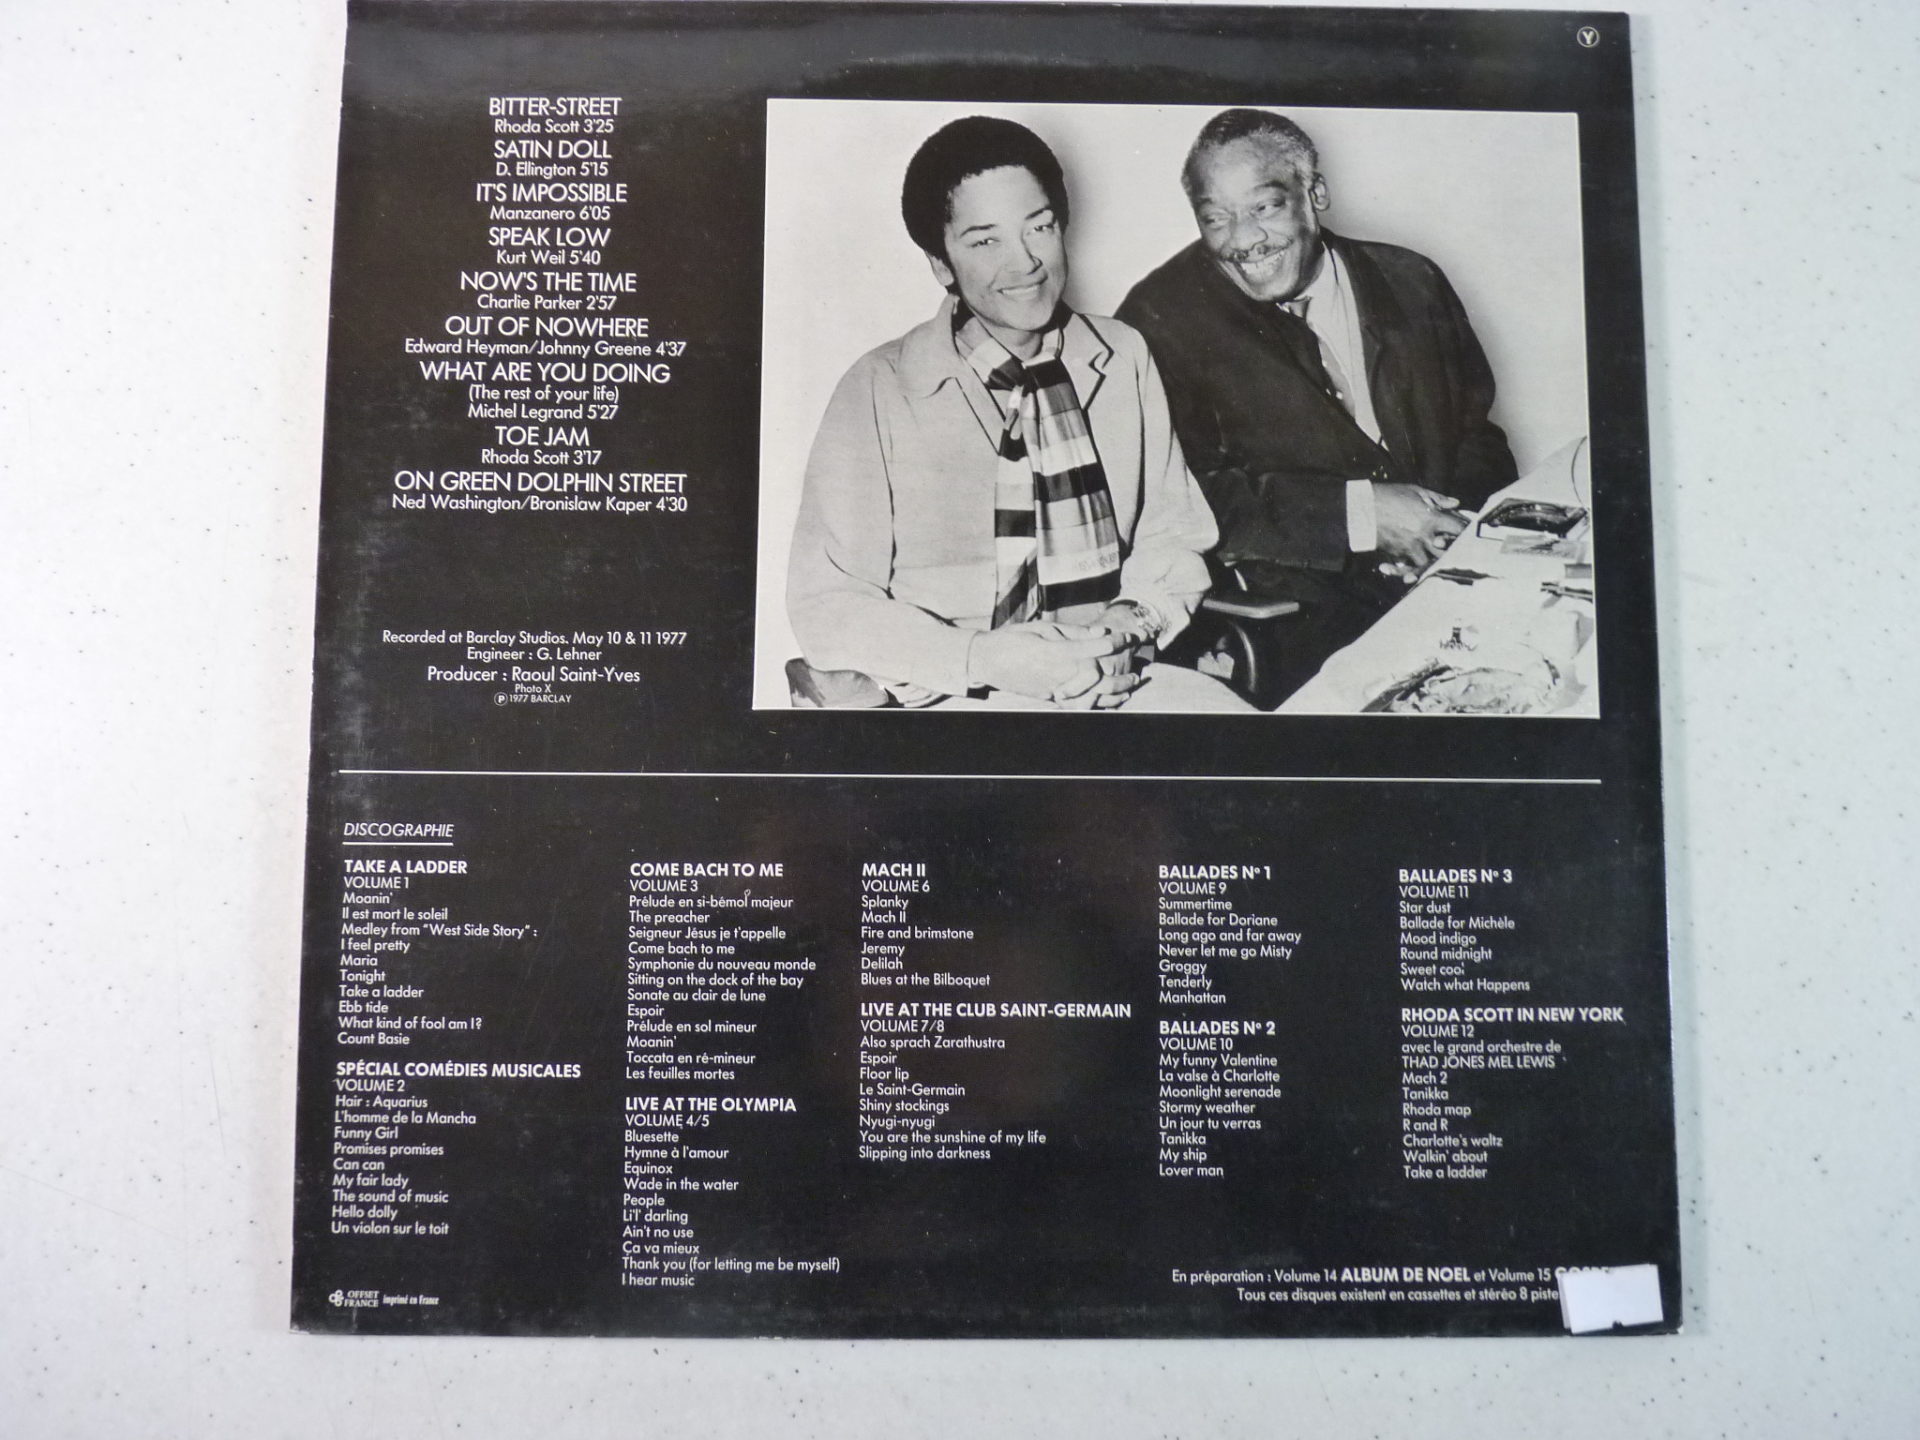 Y
BITTER-STREET
Rhoda Scott 3'25
SATIN DOLL
D. Ellington 5'15
IT'S IMPOSSIBLE
Manzanero 6'05
SPEAK LOW
Kurt Weil 5'40
NOW'S THE TIME
Charlie Parker 2'57
OUT OF NOWHERE
Edward Heyman/Johnny Greene 4'37
WHAT ARE YOU DOING
(The rest of your life)
Michel Legrand 5'27
TOE JAM
Rhoda Scott 3'17
ON GREEN DOLPHIN STREET
Ned Washington/Bronislaw Kaper 4'30
Recorded at Barclay Studios. May 10 & 11 1977
Engineer : G. Lehner
Producer : Raoul Saint-Yves
Photo X
℗ 1977 BARCLAY
DISCOGRAPHIE
TAKE A LADDER
VOLUME 1
Moanin'
Il est mort le soleil
Medley from "West Side Story" :
I feel pretty
Maria
Tonight
Take a ladder
Ebb tide
What kind of fool am I?
Count Basie
SPÉCIAL COMÉDIES MUSICALES
VOLUME 2
Hair : Aquarius
L'homme de la Mancha
Funny Girl
Promises promises
Can can
My fair lady
The sound of music
Hello dolly
Un violon sur le toit
COME BACH TO ME
VOLUME 3
Prélude en si-bémol majeur
The preacher
Seigneur Jésus je t'appelle
Come bach to me
Symphonie du nouveau monde
Sitting on the dock of the bay
Sonate au clair de lune
Espoir
Prélude en sol mineur
Moanin'
Toccata en ré-mineur
Les feuilles mortes
LIVE AT THE OLYMPIA
VOLUME 4/5
Bluesette
Hymne à l'amour
Equinox
Wade in the water
People
Li'l' darling
Ain't no use
Ça va mieux
Thank you (for letting me be myself)
I hear music
MACH II
VOLUME 6
Splanky
Mach II
Fire and brimstone
Jeremy
Delilah
Blues at the Bilboquet
LIVE AT THE CLUB SAINT-GERMAIN
VOLUME 7/8
Also sprach Zarathustra
Espoir
Floor lip
Le Saint-Germain
Shiny stockings
Nyugi-nyugi
You are the sunshine of my life
Slipping into darkness
BALLADES Nº 1
VOLUME 9
Summertime
Ballade for Doriane
Long ago and far away
Never let me go Misty
Groggy
Tenderly
Manhattan
BALLADES Nº 2
VOLUME 10
My funny Valentine
La valse à Charlotte
Moonlight serenade
Stormy weather
Un jour tu verras
Tanikka
My ship
Lover man
BALLADES Nº 3
VOLUME 11
Star dust
Ballade for Michèle
Mood indigo
Round midnight
Sweet cool
Watch what Happens
RHODA SCOTT IN NEW YORK
VOLUME 12
avec le grand orchestre de
THAD JONES MEL LEWIS
Mach 2
Tanikka
Rhoda map
R and R
Charlotte's waltz
Walkin' about
Take a ladder
En préparation : Volume 14 ALBUM DE NOEL et Volume 15
Tous ces disques existent en cassettes et stéréo 8 piste
OFFSET
FRANCE imprimé en France